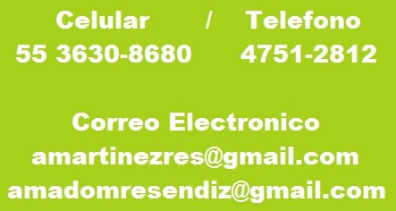 Celular / Telefono
55 3630-8680 4751-2812
Correo Electronico
amartinezres@gmail.com
amadomresendiz@gmail.com